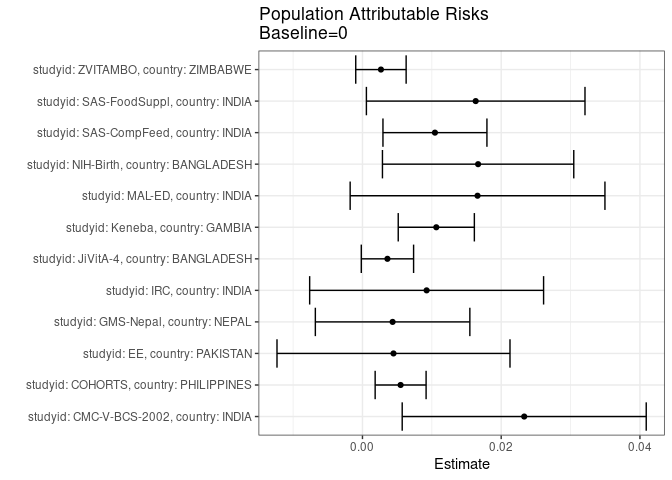 Population Attributable Risks
Baseline=0
studyid: ZVITAMBO, country: ZIMBABWE
studyid: SAS-FoodSuppl, country: INDIA
studyid: SAS-CompFeed, country: INDIA
studyid: NIH-Birth, country: BANGLADESH
studyid: MAL-ED, country: INDIA
studyid: Keneba, country: GAMBIA
studyid: JiVitA-4, country: BANGLADESH
studyid: IRC, country: INDIA
studyid: GMS-Nepal, country: NEPAL
studyid: EE, country: PAKISTAN
studyid: COHORTS, country: PHILIPPINES
studyid: CMC-V-BCS-2002, country: INDIA
0.00 0.02 0.04
Estimate